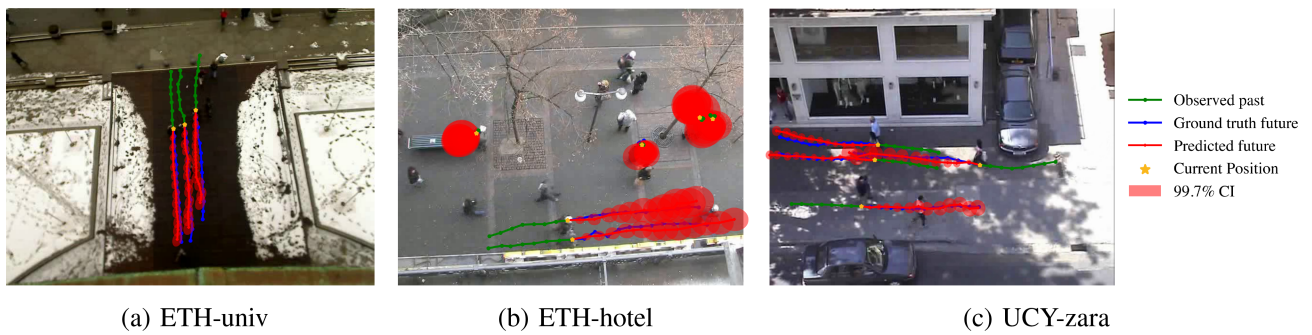 Observed past
Ground truth future
Predicted future
Current Position
99.7% CI
(a) ETH-univ
(b) ETH-hotel
(c) UCY-zara